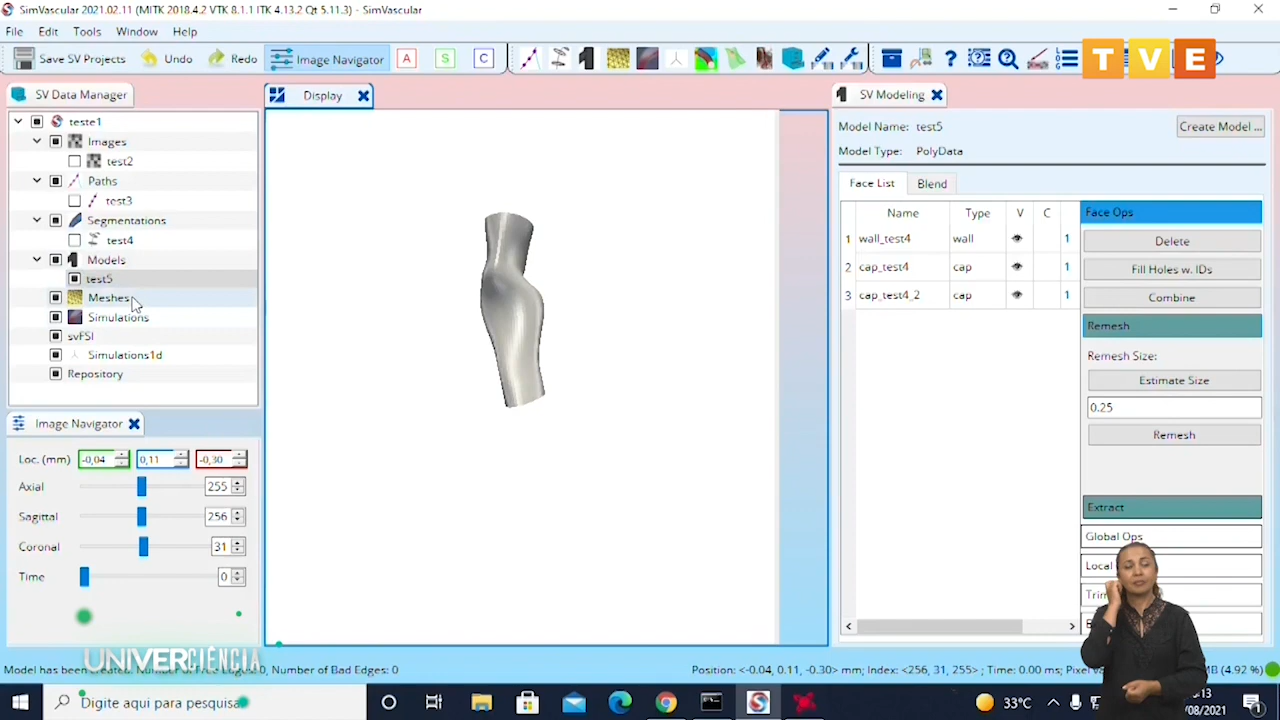 SimVascular 2021.02.11 (MITK 2018.4.2 VTK 8.1.1 ITK 4.13.2 Qt 5.11.3) - SimVascular
File Edit Tools Window Help
Save SV Projects Undo Redo Image Navigator A S C
TVE
SV Data Manager
teste1
Images
test2
Paths
test3
Segmentations
test4
Models
test5
Meshes
Simulations
svFSI
Simulations1d
Repository
Image Navigator
Loc. (mm) -0,04 0,11 -0,30
Axial 255
Sagittal 256
Coronal 31
Time 0
Display
SV Modeling
Model Name: test5 Create Model ...
Model Type: PolyData
Face List Blend
Name Type V C
1 wall_test4 wall 1
2 cap_test4 cap 1
3 cap_test4_2 cap 1
Face Ops
Delete
Fill Holes w. IDs
Combine
Remesh
Remesh Size:
Estimate Size
0.25
Remesh
Extract
Global Ops
Local
UNIVERCIÊNCIA
Number of Bad Edges: 0
Position: <-0.04, 0.11, -0.30> mm; Index: <256, 31, 255> ; Time: 0.00 ms;
MB (4.92 %)
Digite aqui para pesquisa
33°C
/08/2021